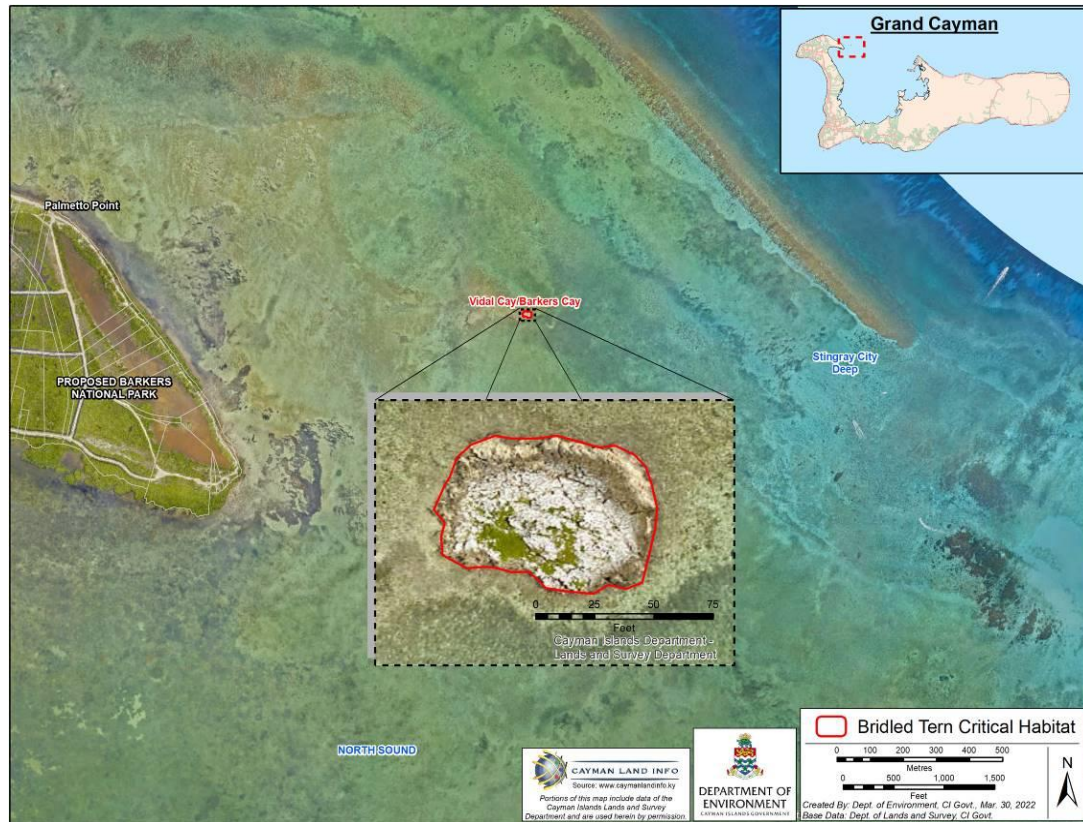 Grand Cayman
Palmetto Point
Vidal Cay/Barkers Cay
Stingray City
Deep
PROPOSED BARKERS
NATIONAL PARK
0 25 50 75
Feet
Cayman Islands Department -
Lands and Survey Department
NORTH SOUND
CAYMAN LAND INFO
Source: www.caymanlandinfo.ky
Portions of this map include data of the
Cayman Islands Lands and Survey
Department and are used herein by permission.
DEPARTMENT OF
ENVIRONMENT
CAYMAN ISLANDS GOVERNMENT
Bridled Tern Critical Habitat
0 100 200 300 400 500
Metres
0 500 1,000 1,500
Feet
N
Created By: Dept. of Environment, CI Govt., Mar. 30, 2022
Base Data: Dept. of Lands and Survey, CI Govt.